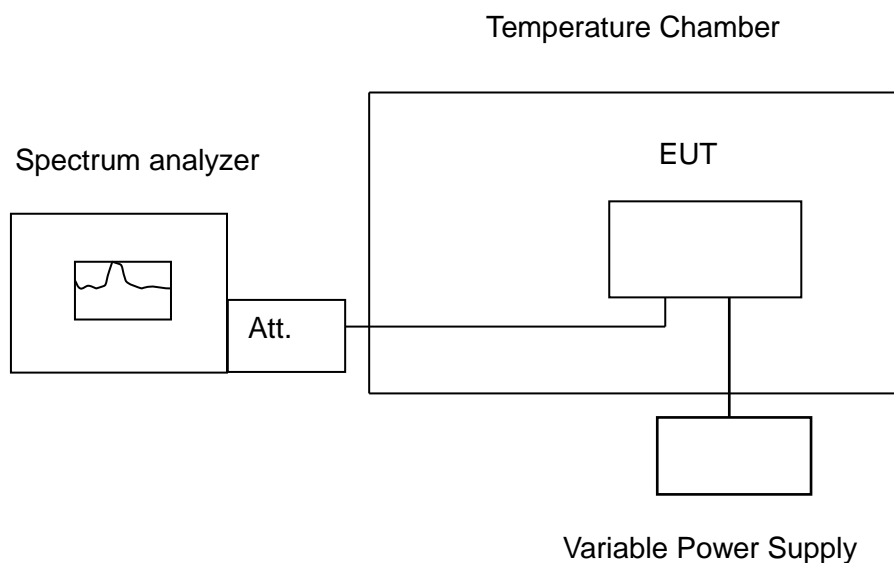 Temperature Chamber
Spectrum analyzer
EUT
Att.
Variable Power Supply